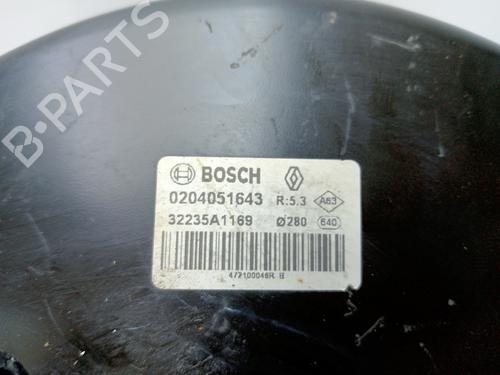 B-PARTS
BOSCH
0204051643 R:5.3 A63
32235A1169 Ø280 640
472100046R B